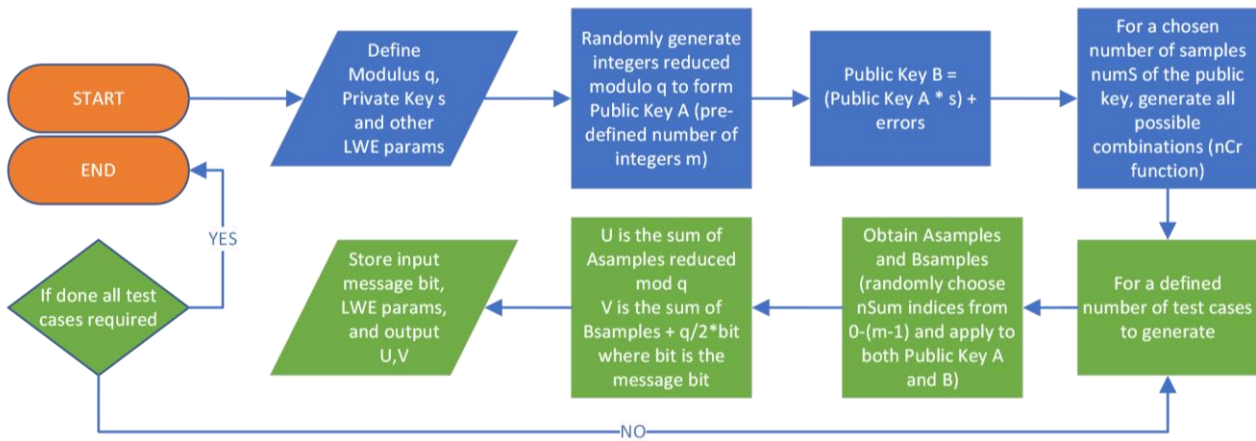 START
END
Define
Modulus q,
Private Key s
and other
LWE params
Randomly generate
integers reduced
modulo q to form
Public Key A (pre-
defined number of
integers m)
Public Key B =
(Public Key A * s) +
errors
For a chosen
number of samples
numS of the public
key, generate all
possible
combinations (nCr
function)
For a defined
number of test cases
to generate
Obtain Asamples
and Bsamples
(randomly choose
nSum indices from
0-(m-1) and apply to
both Public Key A
and B)
U is the sum of
Asamples reduced
mod q
V is the sum of
Bsamples + q/2*bit
where bit is the
message bit
Store input
message bit,
LWE params,
and output
U,V
If done all test
cases required
YES
NO